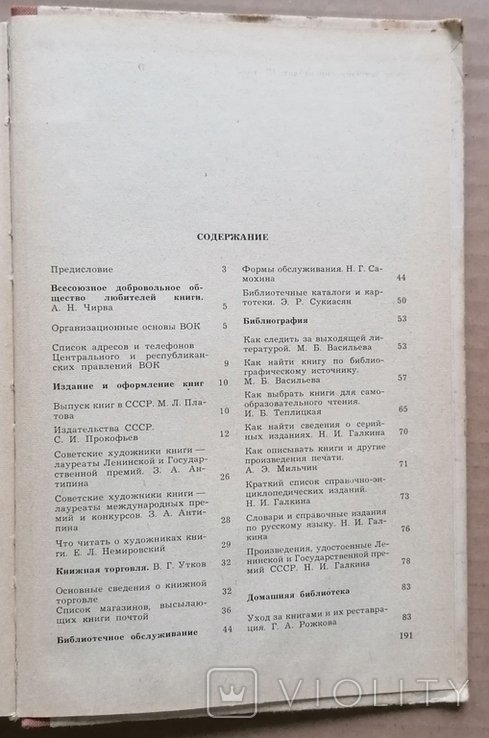 СОДЕРЖАНИЕ
Предисловие 3
Всесоюзное добровольное об-
щество любителей книги.
А. Н. Чирва 5
Организационные основы ВОК 5
Список адресов и телефонов
Центрального и республикан-
ских правлений ВОК 9
Издание и оформление книг 10
Выпуск книг в СССР. М. Л. Пла-
това 10
Издательства СССР.
С. И. Прокофьев 12
Советские художники книги —
лауреаты Ленинской и Государ-
ственной премий. З. А. Ан-
типина 26
Советские художники книги —
лауреаты международных пре-
мий и конкурсов. З. А. Анти-
пина 28
Что читать о художниках кни-
ги. Е. Л. Немировский 29
Книжная торговля. В. Г. Утков 32
Основные сведения о книжной
торговле 32
Список магазинов, высылаю-
щих книги почтой 36
Библиотечное обслуживание 44
Формы обслуживания. Н. Г. Са-
мохина 44
Библиотечные каталоги и кар-
тотеки. Э. Р. Сукиасян 50
Библиография 53
Как следить за выходящей ли-
тературой. М. Б. Васильева 53
Как найти книгу по библио-
графическому источнику.
М. Б. Васильева 57
Как выбрать книги для само-
образовательного чтения.
И. Б. Теплицкая 65
Как найти сведения о серий-
ных изданиях. Н. И. Галкина 70
Как описывать книги и другие
произведения печати.
А. Э. Мильчин 71
Краткий список справочно-эн-
циклопедических изданий.
Н. И. Галкина 73
Словари и справочные издания
по русскому языку. Н. И. Гал-
кина 76
Произведения, удостоенные Ле-
нинской и Государственной пре-
мий СССР. Н. И. Галкина 78
Домашняя библиотека 83
Уход за книгами и их реставра-
ция. Г. А. Рожкова 83
191
VIOLITY